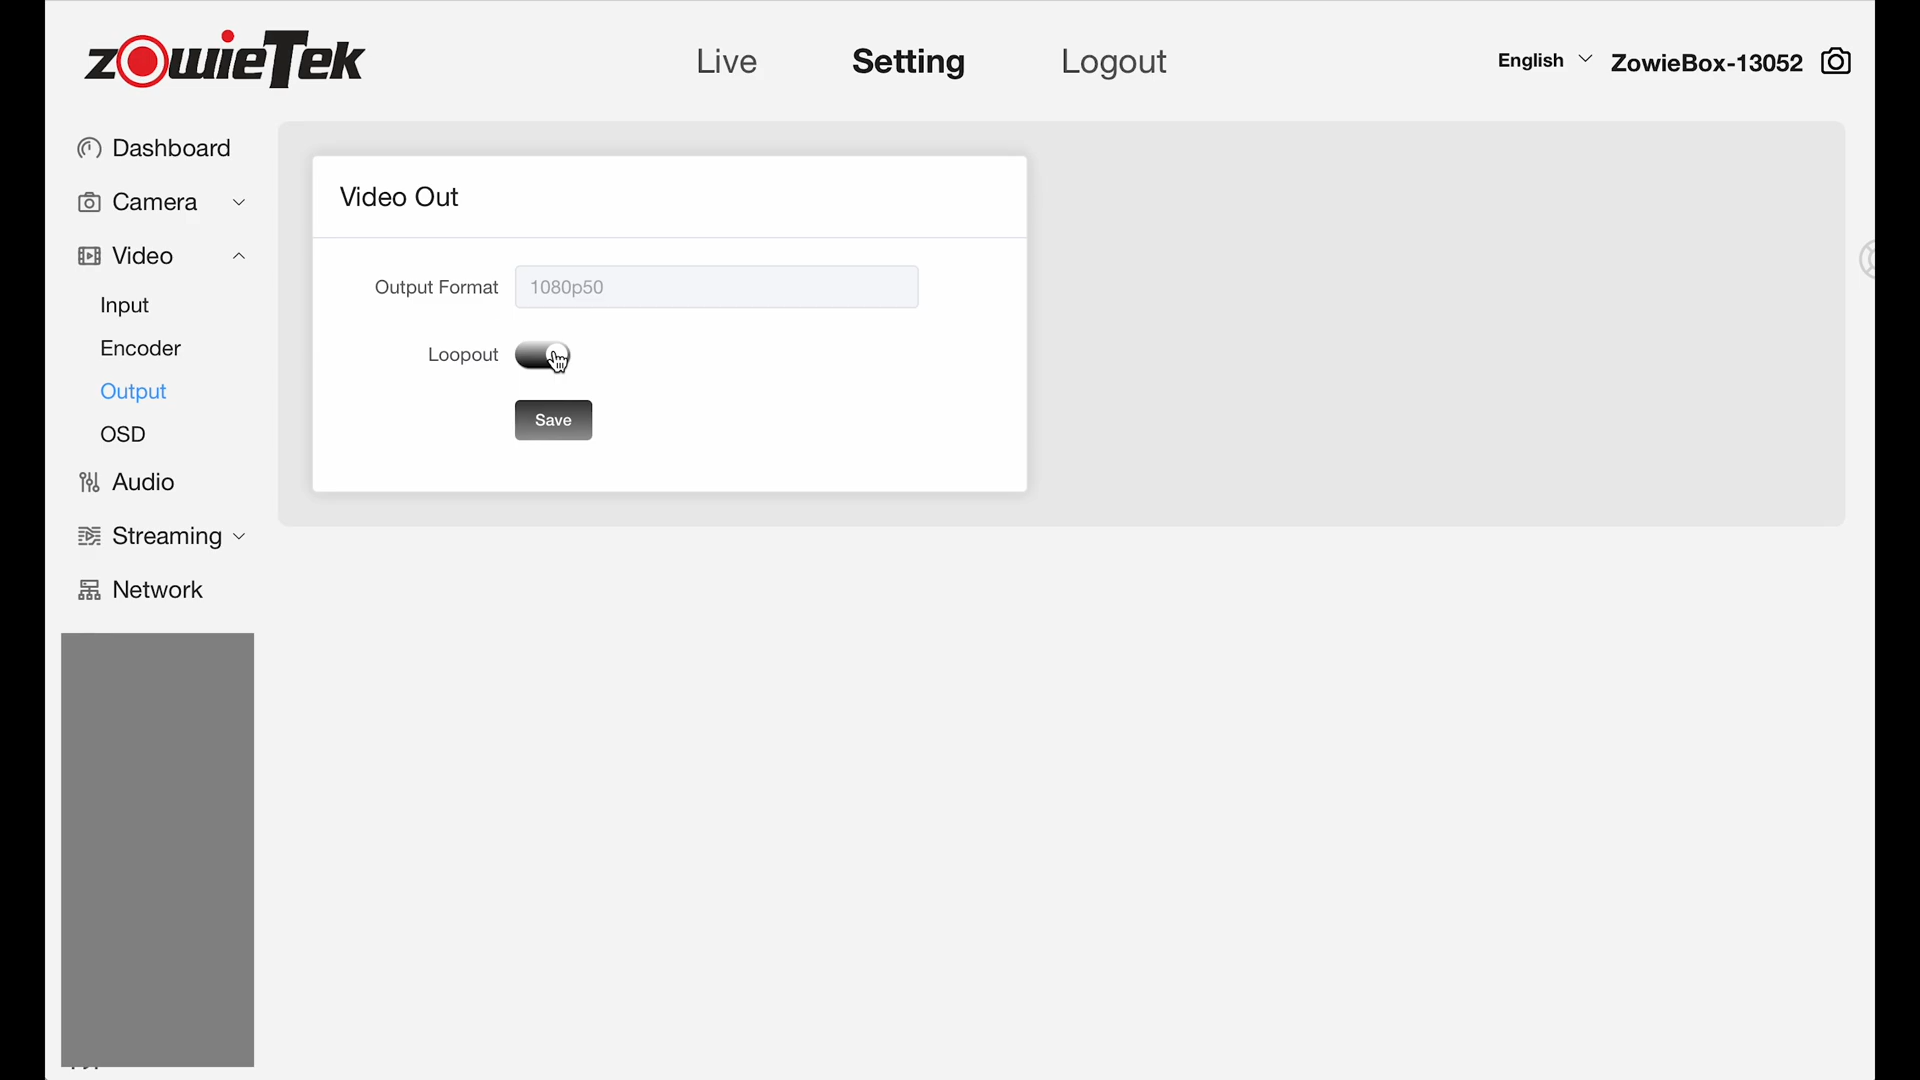 zowieTek
Live
Setting
Logout
English
ZowieBox-13052
Dashboard
Camera
Video
Input
Encoder
Output
OSD
Audio
Streaming
Network
Video Out
Output Format
1080p50
Loopout
Save